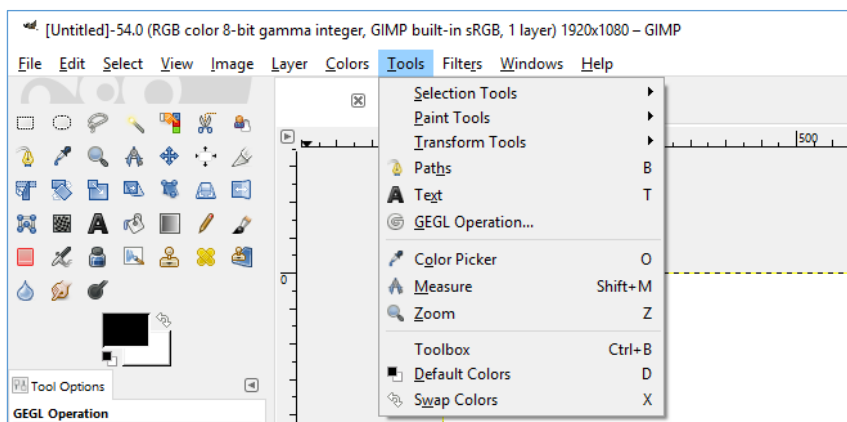 [Untitled]-54.0 (RGB color 8-bit gamma integer, GIMP built-in sRGB, 1 layer) 1920x1080 – GIMP
File Edit Select View Image Layer Colors Tools Filters Windows Help
Selection Tools
Paint Tools
Transform Tools
Paths B
Text T
GEGL Operation...
Color Picker O
Measure Shift+M
Zoom Z
Toolbox Ctrl+B
Default Colors D
Swap Colors X
500
0
Tool Options
GEGL Operation